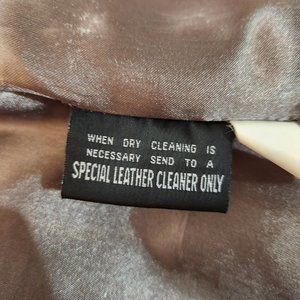 WHEN DRY CLEANING IS
NECESSARY SEND TO A
SPECIAL LEATHER CLEANER ONLY